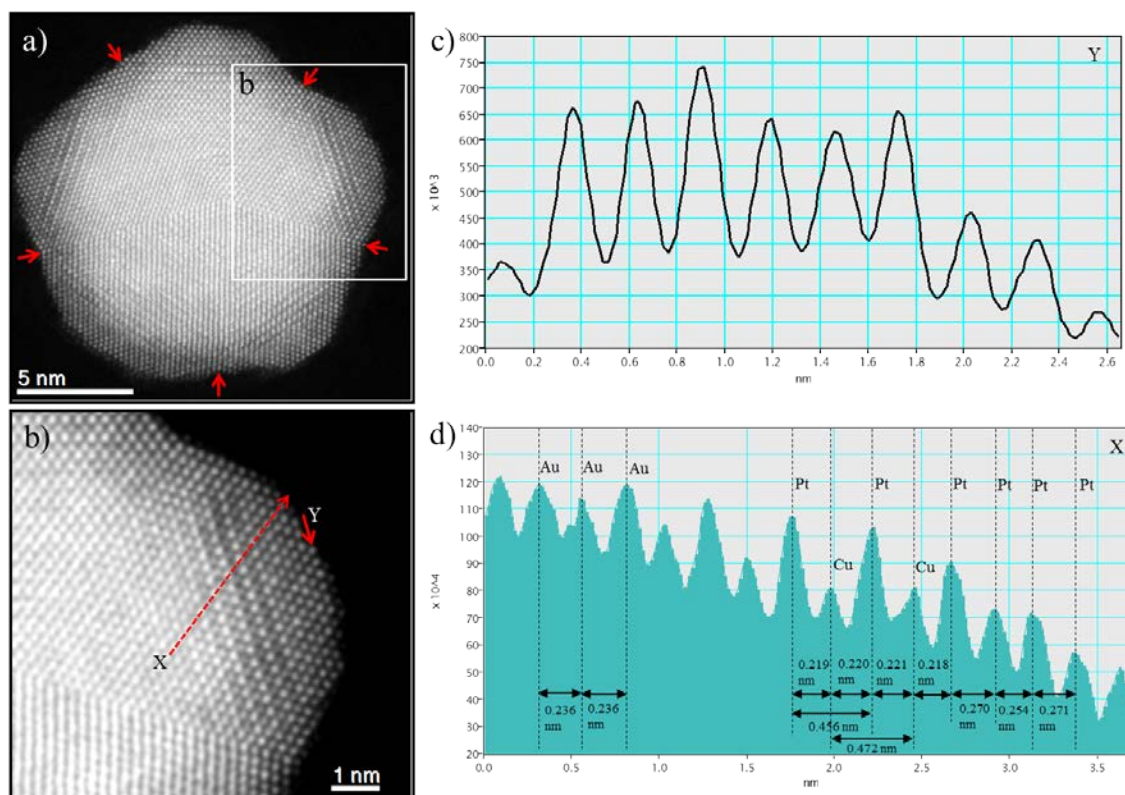 a)
b
5 nm
b)
Y
X
1 nm
c)
Y
800
750
700
650
600
550
500
450
400
350
300
250
200
x 10^3
0.0 0.2 0.4 0.6 0.8 1.0 1.2 1.4 1.6 1.8 2.0 2.2 2.4 2.6
nm
d)
X
140
130
120
110
100
90
80
70
60
50
40
30
20
x 10^4
Au Au Au
Pt Pt Pt Pt Pt Pt
Cu Cu
0.219 nm
0.220 nm
0.221 nm
0.218 nm
0.236 nm
0.236 nm
0.270 nm
0.254 nm
0.271 nm
0.456 nm
0.472 nm
0.0 0.5 1.0 1.5 2.0 2.5 3.0 3.5
nm